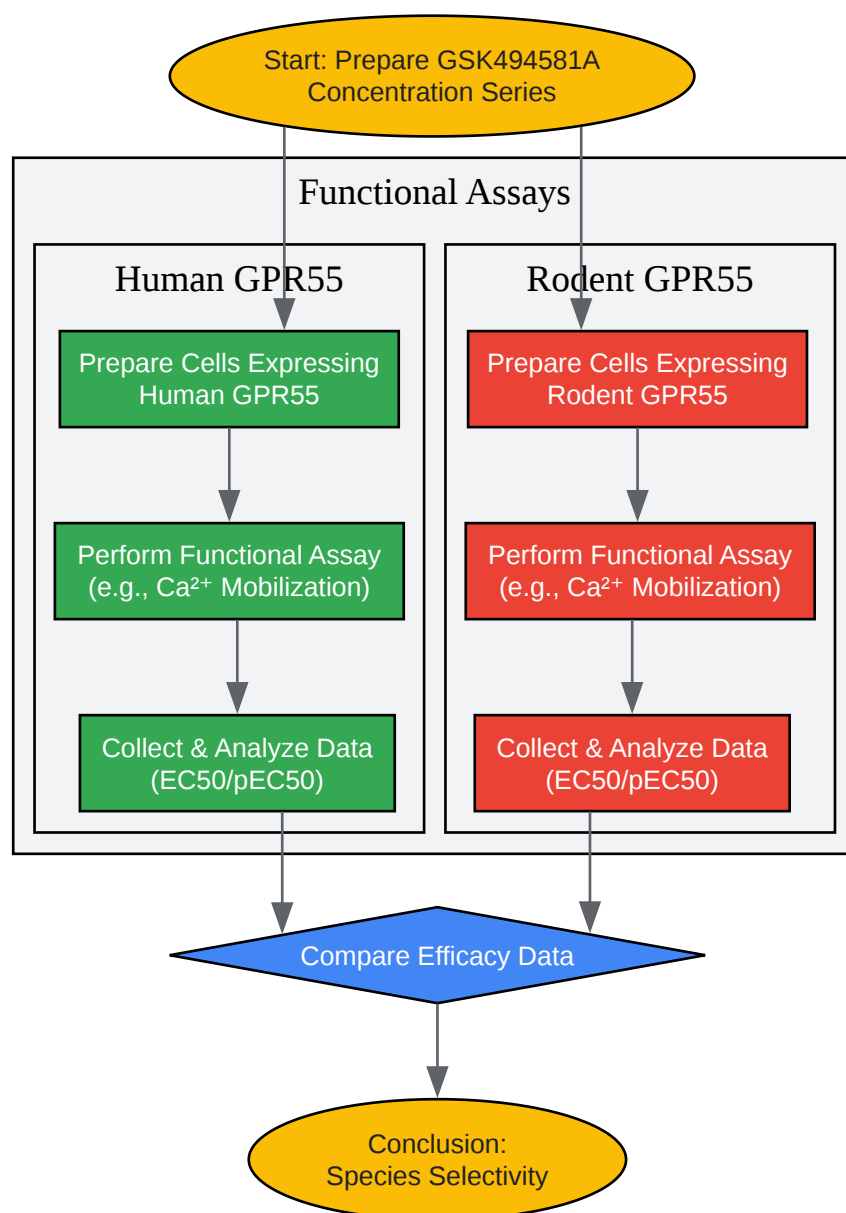 Start: Prepare GSK494581A
Concentration Series
Functional Assays
Human GPR55
Prepare Cells Expressing
Human GPR55
Perform Functional Assay
(e.g., Ca²⁺ Mobilization)
Collect & Analyze Data
(EC50/pEC50)
Rodent GPR55
Prepare Cells Expressing
Rodent GPR55
Perform Functional Assay
(e.g., Ca²⁺ Mobilization)
Collect & Analyze Data
(EC50/pEC50)
Compare Efficacy Data
Conclusion:
Species Selectivity